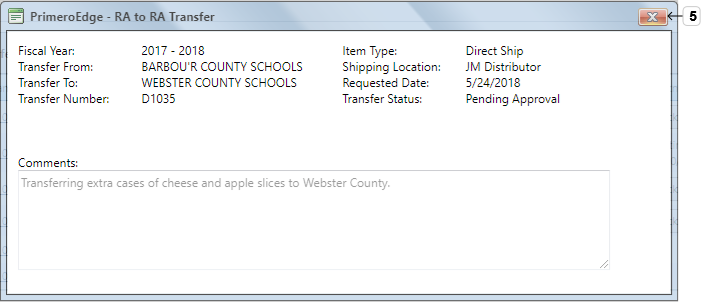 PrimeroEdge - RA to RA Transfer
5
Fiscal Year: 2017 - 2018 Item Type: Direct Ship
Transfer From: BARBOU'R COUNTY SCHOOLS Shipping Location: JM Distributor
Transfer To: WEBSTER COUNTY SCHOOLS Requested Date: 5/24/2018
Transfer Number: D1035 Transfer Status: Pending Approval
Comments:
Transferring extra cases of cheese and apple slices to Webster County.